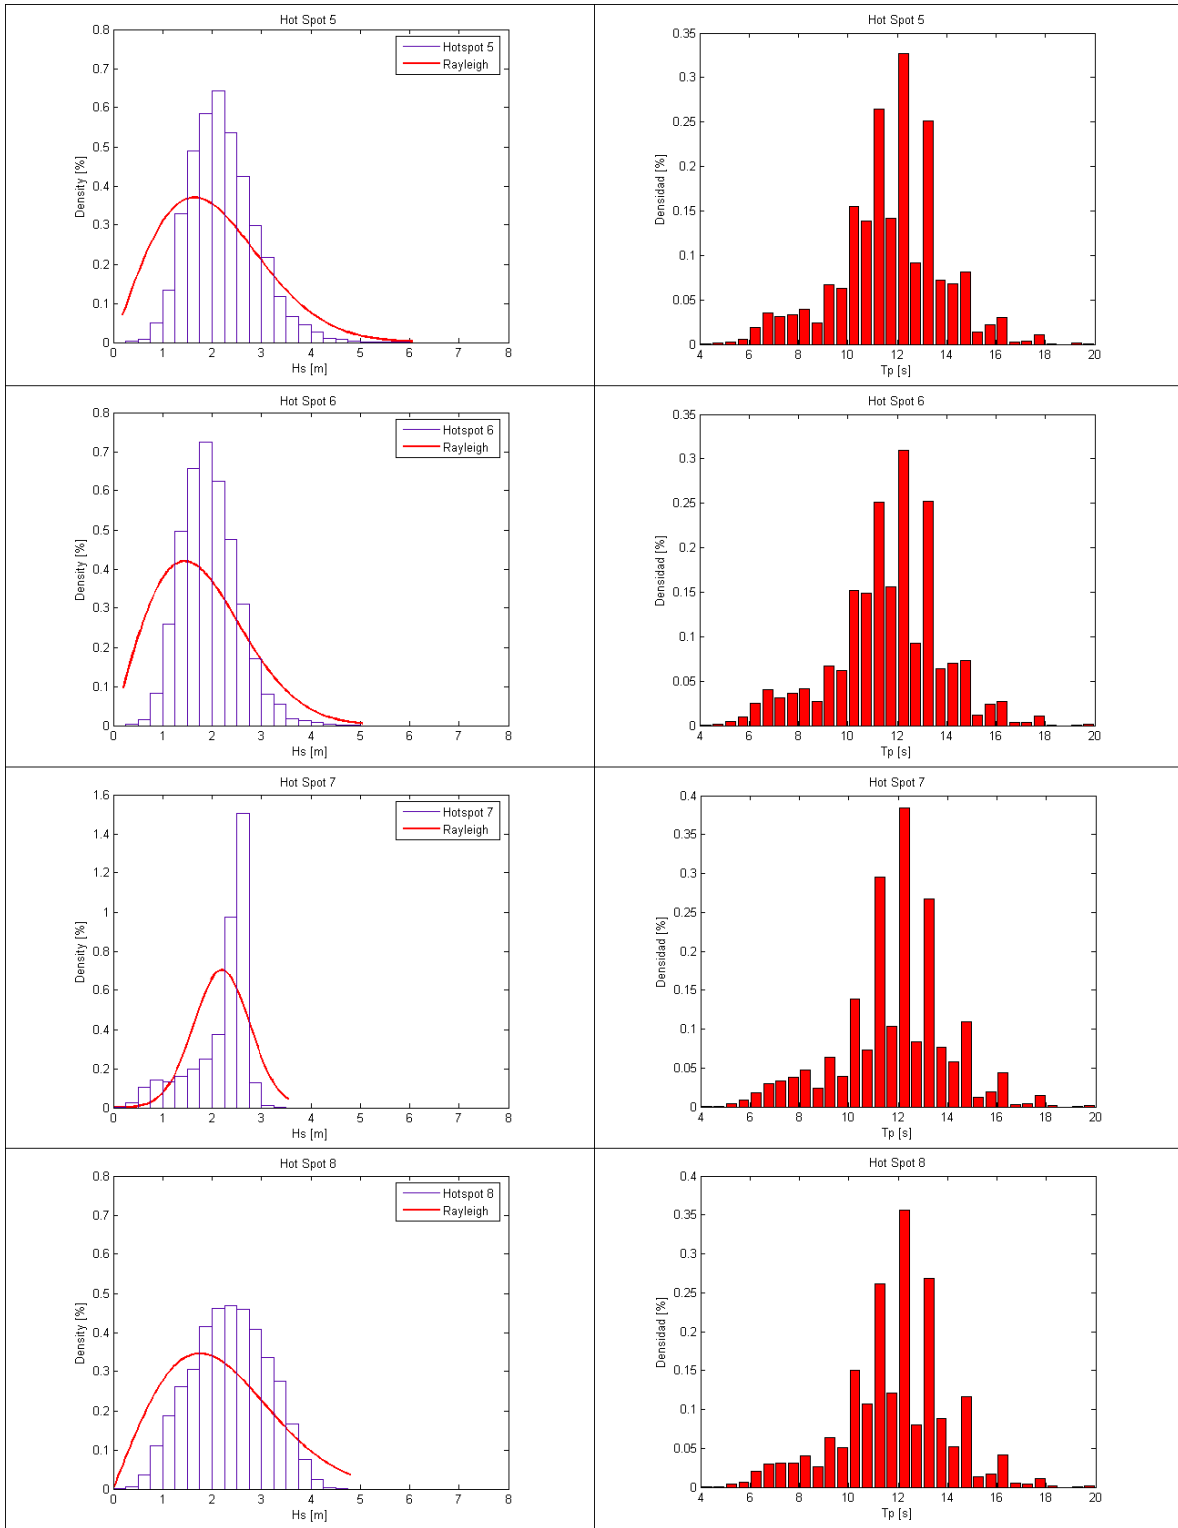 Hot Spot 5
0.8
0.7
0.6
0.5
0.4
0.3
0.2
0.1
0
Density [%]
Hotspot 5
Rayleigh
0 1 2 3 4 5 6 7 8
Hs [m]
Hot Spot 5
0.35
0.3
0.25
0.2
0.15
0.1
0.05
0
Densidad [%]
4 6 8 10 12 14 16 18 20
Tp [s]
Hot Spot 6
0.8
0.7
0.6
0.5
0.4
0.3
0.2
0.1
0
Density [%]
Hotspot 6
Rayleigh
0 1 2 3 4 5 6 7 8
Hs [m]
Hot Spot 6
0.35
0.3
0.25
0.2
0.15
0.1
0.05
0
Densidad [%]
4 6 8 10 12 14 16 18 20
Tp [s]
Hot Spot 7
1.6
1.4
1.2
1
0.8
0.6
0.4
0.2
0
Density [%]
Hotspot 7
Rayleigh
0 1 2 3 4 5 6 7 8
Hs [m]
Hot Spot 7
0.4
0.35
0.3
0.25
0.2
0.15
0.1
0.05
0
Densidad [%]
4 6 8 10 12 14 16 18 20
Tp [s]
Hot Spot 8
0.8
0.7
0.6
0.5
0.4
0.3
0.2
0.1
0
Density [%]
Hotspot 8
Rayleigh
0 1 2 3 4 5 6 7 8
Hs [m]
Hot Spot 8
0.4
0.35
0.3
0.25
0.2
0.15
0.1
0.05
0
Densidad [%]
4 6 8 10 12 14 16 18 20
Tp [s]